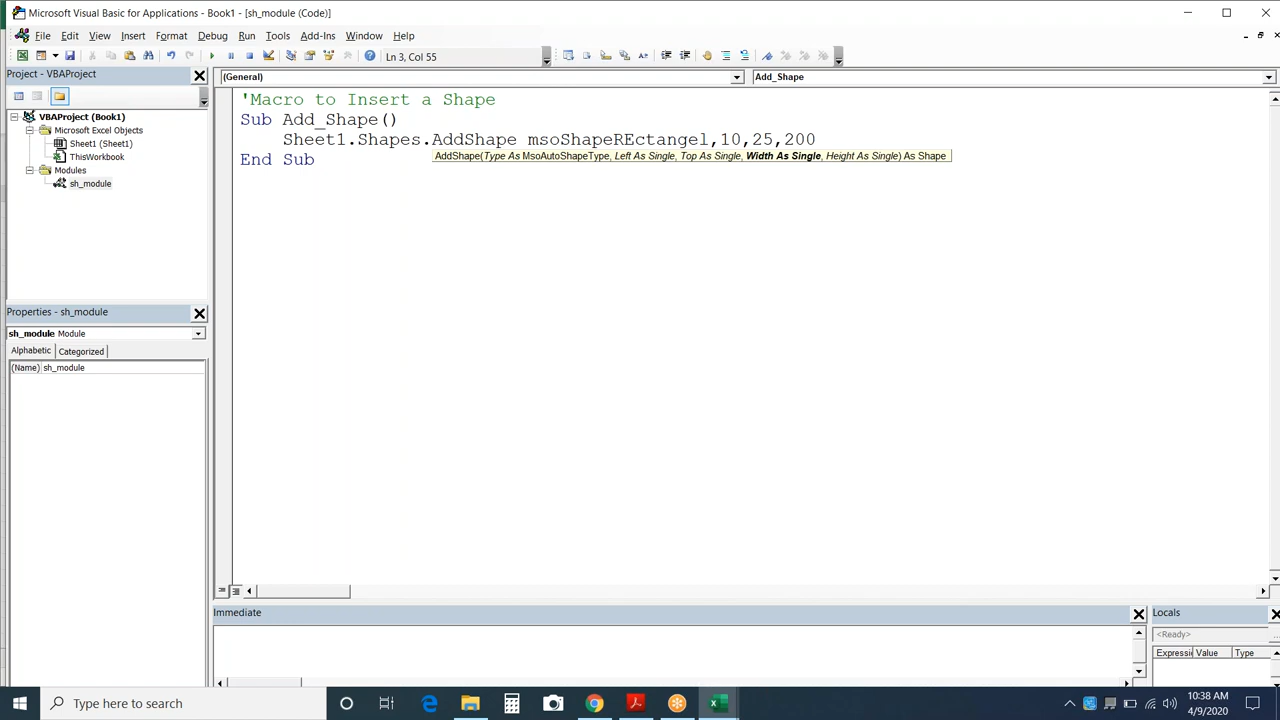 Microsoft Visual Basic for Applications - Book1 - [sh_module (Code)]
File Edit View Insert Format Debug Run Tools Add-Ins Window Help
Ln 3, Col 55
Project - VBAProject
(General)
Add_Shape
VBAProject (Book1)
Microsoft Excel Objects
Sheet1 (Sheet1)
ThisWorkbook
Modules
sh_module
'Macro to Insert a Shape
Sub Add_Shape()
Sheet1.Shapes.AddShape msoShapeREctangel,10,25,200
AddShape(Type As MsoAutoShapeType, Left As Single, Top As Single, Width As Single, Height As Single) As Shape
End Sub
Properties - sh_module
sh_module Module
Alphabetic Categorized
(Name) sh_module
Immediate
Locals
<Ready>
Expressi Value Type
Type here to search
10:38 AM
4/9/2020